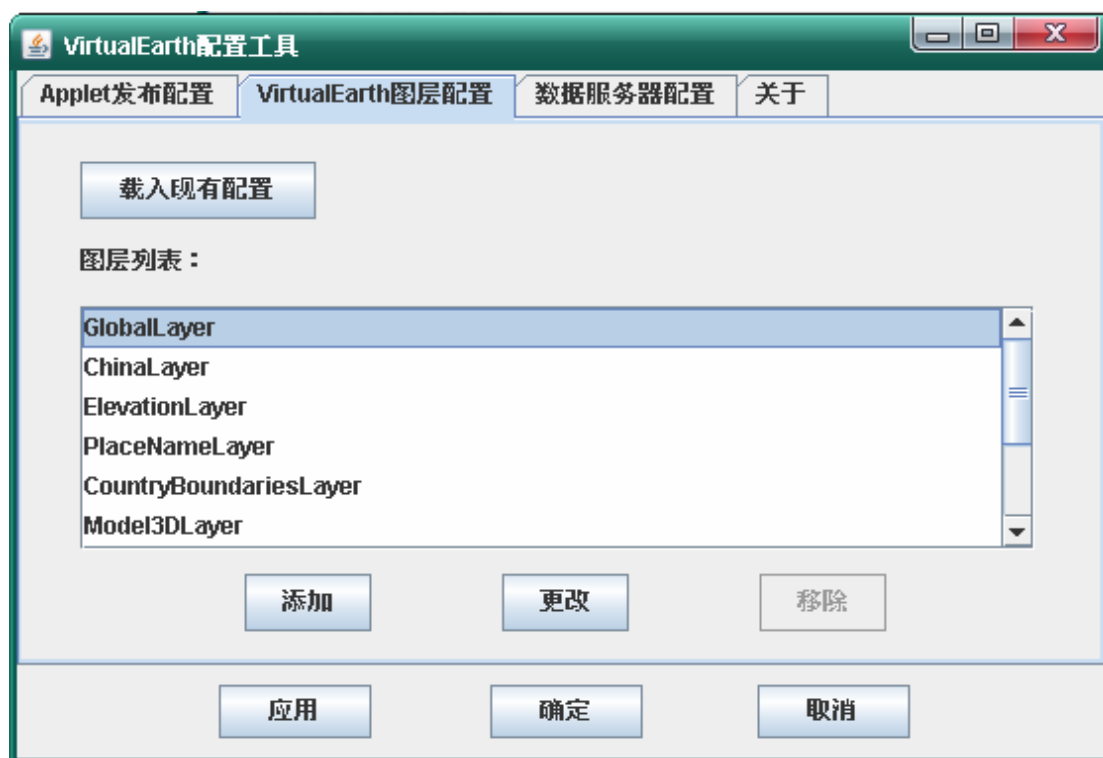 VirtualEarth配置工具
Applet发布配置 VirtualEarth图层配置 数据服务器配置 关于
载入现有配置
图层列表：
GlobalLayer
ChinaLayer
ElevationLayer
PlaceNameLayer
CountryBoundariesLayer
Model3DLayer
添加 更改 移除
应用 确定 取消